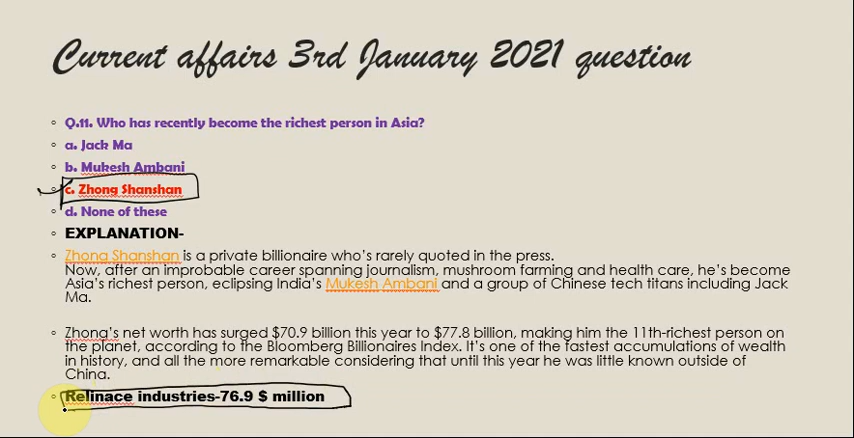 Current affairs 3rd January 2021 question
Q.11. Who has recently become the richest person in Asia?
a. Jack Ma
b. Mukesh Ambani
c. Zhong Shanshan
d. None of these
EXPLANATION-
Zhong Shanshan is a private billionaire who's rarely quoted in the press.
Now, after an improbable career spanning journalism, mushroom farming and health care, he's become
Asia's richest person, eclipsing India's Mukesh Ambani and a group of Chinese tech titans including Jack
Ma.
Zhong's net worth has surged $70.9 billion this year to $77.8 billion, making him the 11th-richest person on
the planet, according to the Bloomberg Billionaires Index. It's one of the fastest accumulations of wealth
in history, and all the more remarkable considering that until this year he was little known outside of
China.
Relinace industries-76.9 $ million